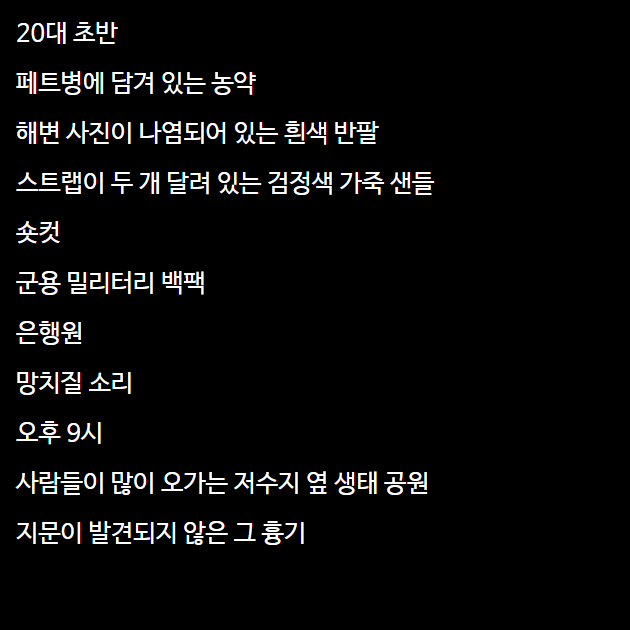 20대 초반
페트병에 담겨 있는 농약
해변 사진이 나염되어 있는 흰색 반팔
스트랩이 두 개 달려 있는 검정색 가죽 샌들
숏컷
군용 밀리터리 백팩
은행원
망치질 소리
오후 9시
사람들이 많이 오가는 저수지 옆 생태 공원
지문이 발견되지 않은 그 흉기